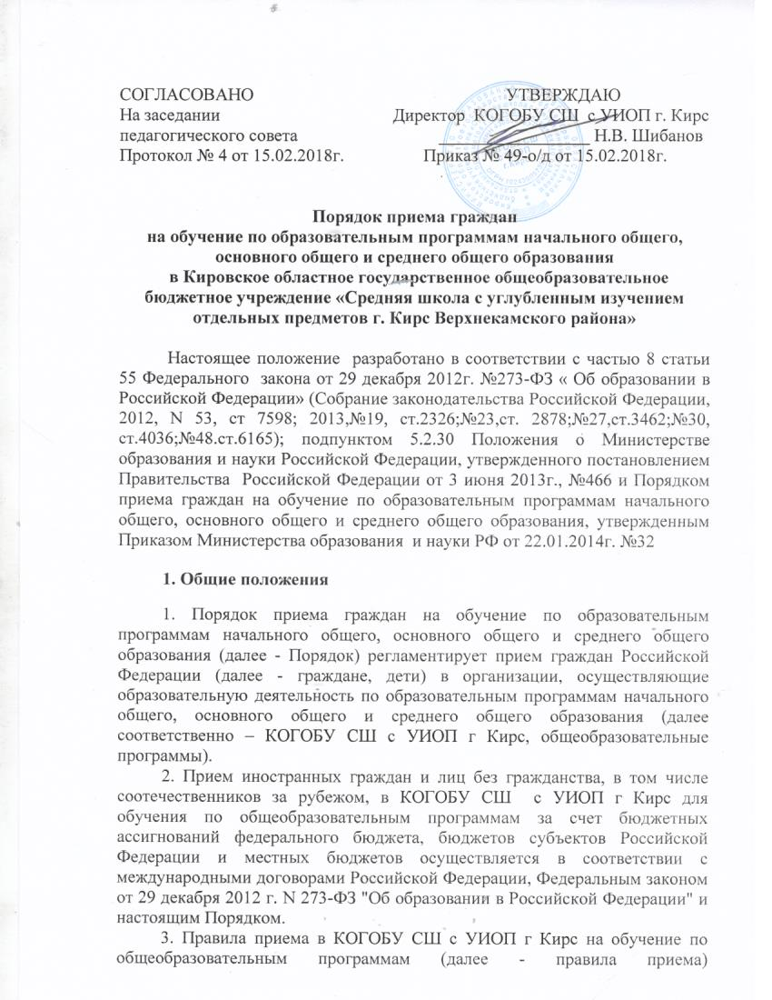 СОГЛАСОВАНО УТВЕРЖДАЮ
На заседании Директор КОГОБУ СШ с УИОП г. Кирс
педагогического совета Н.В. Шибанов
Протокол № 4 от 15.02.2018г. Приказ № 49-о/д от 15.02.2018г.
Порядок приема граждан
на обучение по образовательным программам начального общего,
основного общего и среднего общего образования
в Кировское областное государственное общеобразовательное
бюджетное учреждение «Средняя школа с углубленным изучением
отдельных предметов г. Кирс Верхнекамского района»
Настоящее положение разработано в соответствии с частью 8 статьи
55 Федерального закона от 29 декабря 2012г. №273-ФЗ « Об образовании в
Российской Федерации» (Собрание законодательства Российской Федерации,
2012, N 53, ст 7598; 2013,№19, ст.2326;№23,ст. 2878;№27,ст.3462;№30,
ст.4036;№48.ст.6165); подпунктом 5.2.30 Положения о Министерстве
образования и науки Российской Федерации, утвержденного постановлением
Правительства Российской Федерации от 3 июня 2013г., №466 и Порядком
приема граждан на обучение по образовательным программам начального
общего, основного общего и среднего общего образования, утвержденным
Приказом Министерства образования и науки РФ от 22.01.2014г. №32
1. Общие положения
1. Порядок приема граждан на обучение по образовательным
программам начального общего, основного общего и среднего общего
образования (далее - Порядок) регламентирует прием граждан Российской
Федерации (далее - граждане, дети) в организации, осуществляющие
образовательную деятельность по образовательным программам начального
общего, основного общего и среднего общего образования (далее
соответственно – КОГОБУ СШ с УИОП г Кирс, общеобразовательные
программы).
2. Прием иностранных граждан и лиц без гражданства, в том числе
соотечественников за рубежом, в КОГОБУ СШ с УИОП г Кирс для
обучения по общеобразовательным программам за счет бюджетных
ассигнований федерального бюджета, бюджетов субъектов Российской
Федерации и местных бюджетов осуществляется в соответствии с
международными договорами Российской Федерации, Федеральным законом
от 29 декабря 2012 г. N 273-ФЗ "Об образовании в Российской Федерации" и
настоящим Порядком.
3. Правила приема в КОГОБУ СШ с УИОП г Кирс на обучение по
общеобразовательным программам (далее - правила приема)